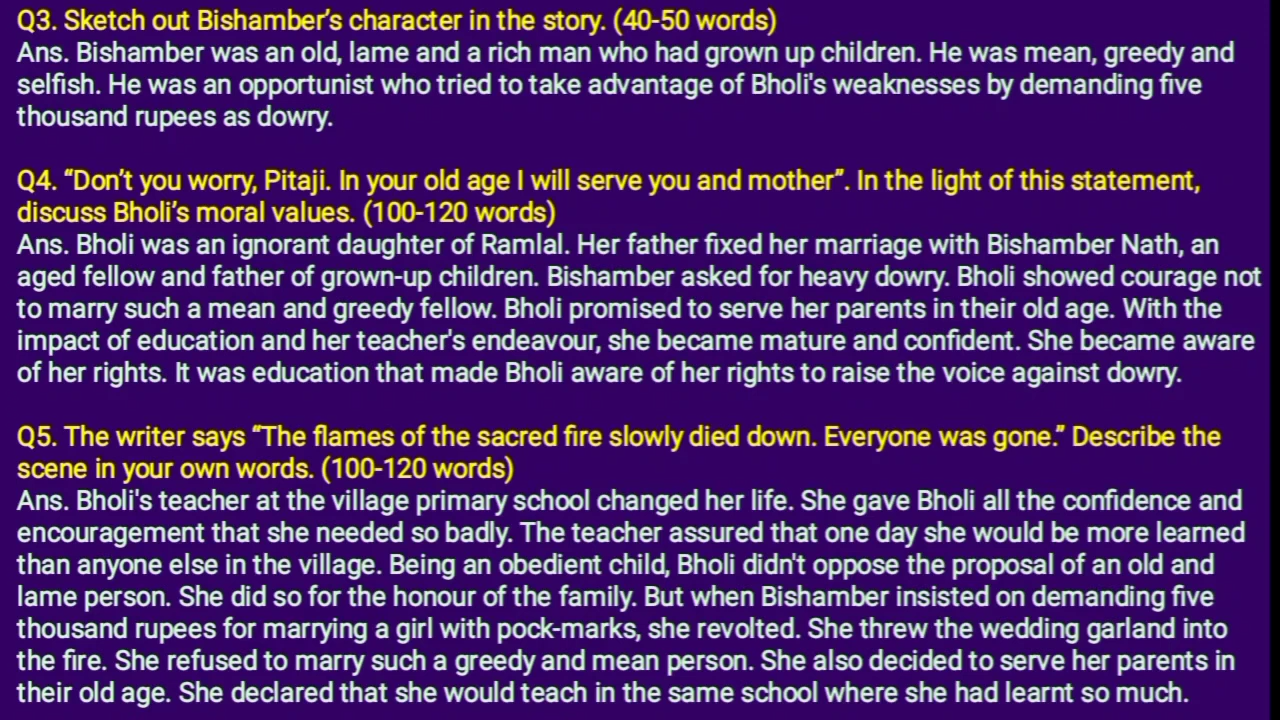 Q3. Sketch out Bishamber’s character in the story. (40-50 words)
Ans. Bishamber was an old, lame and a rich man who had grown up children. He was mean, greedy and
selfish. He was an opportunist who tried to take advantage of Bholi's weaknesses by demanding five
thousand rupees as dowry.
Q4. “Don’t you worry, Pitaji. In your old age I will serve you and mother”. In the light of this statement,
discuss Bholi’s moral values. (100-120 words)
Ans. Bholi was an ignorant daughter of Ramlal. Her father fixed her marriage with Bishamber Nath, an
aged fellow and father of grown-up children. Bishamber asked for heavy dowry. Bholi showed courage not
to marry such a mean and greedy fellow. Bholi promised to serve her parents in their old age. With the
impact of education and her teacher's endeavour, she became mature and confident. She became aware
of her rights. It was education that made Bholi aware of her rights to raise the voice against dowry.
Q5. The writer says “The flames of the sacred fire slowly died down. Everyone was gone.” Describe the
scene in your own words. (100-120 words)
Ans. Bholi's teacher at the village primary school changed her life. She gave Bholi all the confidence and
encouragement that she needed so badly. The teacher assured that one day she would be more learned
than anyone else in the village. Being an obedient child, Bholi didn't oppose the proposal of an old and
lame person. She did so for the honour of the family. But when Bishamber insisted on demanding five
thousand rupees for marrying a girl with pock-marks, she revolted. She threw the wedding garland into
the fire. She refused to marry such a greedy and mean person. She also decided to serve her parents in
their old age. She declared that she would teach in the same school where she had learnt so much.